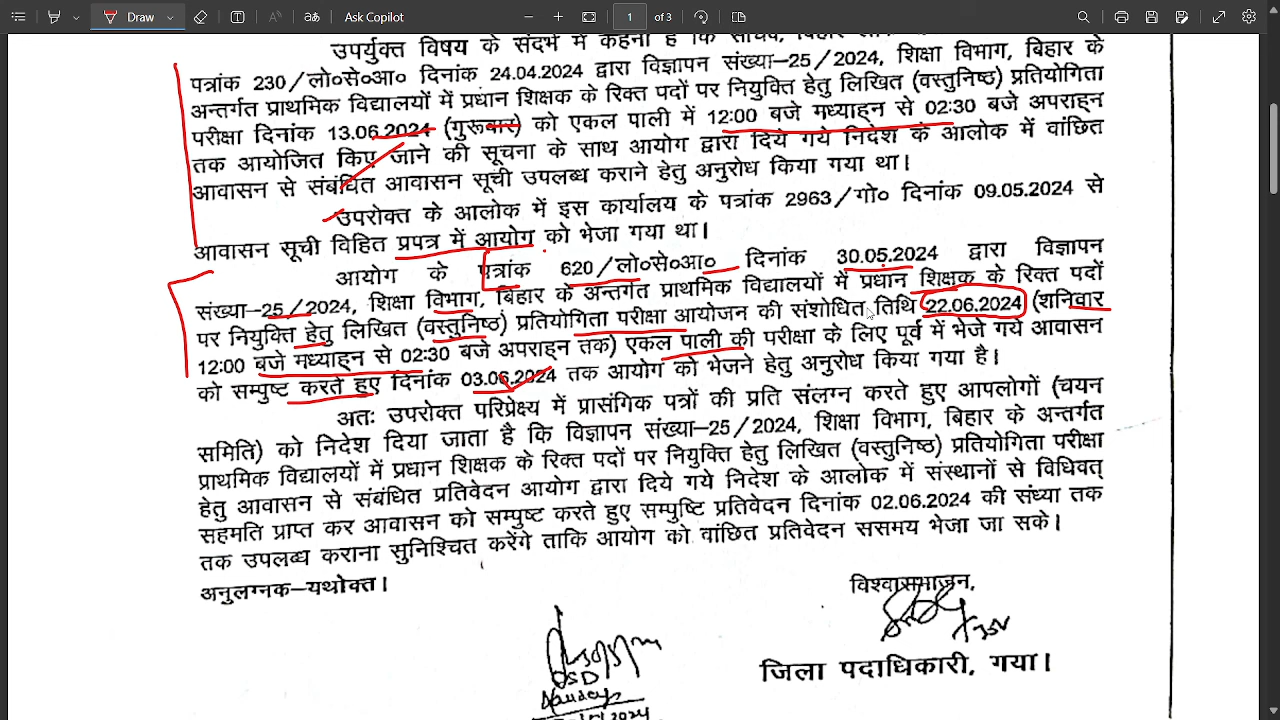 Draw
Ask Copilot
1
of 3
उपर्युक्त विषय के संदर्भ में कहना है कि सचिव, बिहार
पत्रांक 230/लो०से०आ० दिनांक 24.04.2024 द्वारा विज्ञापन संख्या-25/2024, शिक्षा विभाग, बिहार के
अन्तर्गत प्राथमिक विद्यालयों में प्रधान शिक्षक के रिक्त पदों पर नियुक्ति हेतु लिखित (वस्तुनिष्ठ) प्रतियोगिता
परीक्षा दिनांक 13.06.2024 (गुरूवार) को एकल पाली में 12:00 बजे मध्याह्न से 02:30 बजे अपराह्न
तक आयोजित किए जाने की सूचना के साथ आयोग द्वारा दिये गये निदेश के आलोक में वांछित
आवासन से संबंधित आवासन सूची उपलब्ध कराने हेतु अनुरोध किया गया था।
उपरोक्त के आलोक में इस कार्यालय के पत्रांक 2963/गो० दिनांक 09.05.2024 से
आवासन सूची विहित प्रपत्र में आयोग को भेजा गया था।
आयोग के पत्रांक 620/लो०से०आ० दिनांक 30.05.2024 द्वारा विज्ञापन
संख्या-25/2024, शिक्षा विभाग, बिहार के अन्तर्गत प्राथमिक विद्यालयों में प्रधान शिक्षक के रिक्त पदों
पर नियुक्ति हेतु लिखित (वस्तुनिष्ठ) प्रतियोगिता परीक्षा आयोजन की संशोधित तिथि 22.06.2024 (शनिवार
12:00 बजे मध्याह्न से 02:30 बजे अपराह्न तक) एकल पाली की परीक्षा के लिए पूर्व में भेजे गये आवासन
को सम्पुष्ट करते हुए दिनांक 03.06.2024 तक आयोग को भेजने हेतु अनुरोध किया गया है।
अतः उपरोक्त परिप्रेक्ष्य में प्रासंगिक पत्रों की प्रति संलग्न करते हुए आपलोगों (चयन
समिति) को निदेश दिया जाता है कि विज्ञापन संख्या-25/2024, शिक्षा विभाग, बिहार के अन्तर्गत
प्राथमिक विद्यालयों में प्रधान शिक्षक के रिक्त पदों पर नियुक्ति हेतु लिखित (वस्तुनिष्ठ) प्रतियोगिता परीक्षा
हेतु आवासन से संबंधित प्रतिवेदन आयोग द्वारा दिये गये निदेश के आलोक में संस्थानों से विधिवत्
सहमति प्राप्त कर आवासन को सम्पुष्ट करते हुए सम्पुष्टि प्रतिवेदन दिनांक 02.06.2024 की संध्या तक
तक उपलब्ध कराना सुनिश्चित करेंगे ताकि आयोग को वांछित प्रतिवेदन ससमय भेजा जा सके।
अनुलग्नक-यथोक्त।
विश्वासभाजन,
OSD
जिला पदाधिकारी, गया।